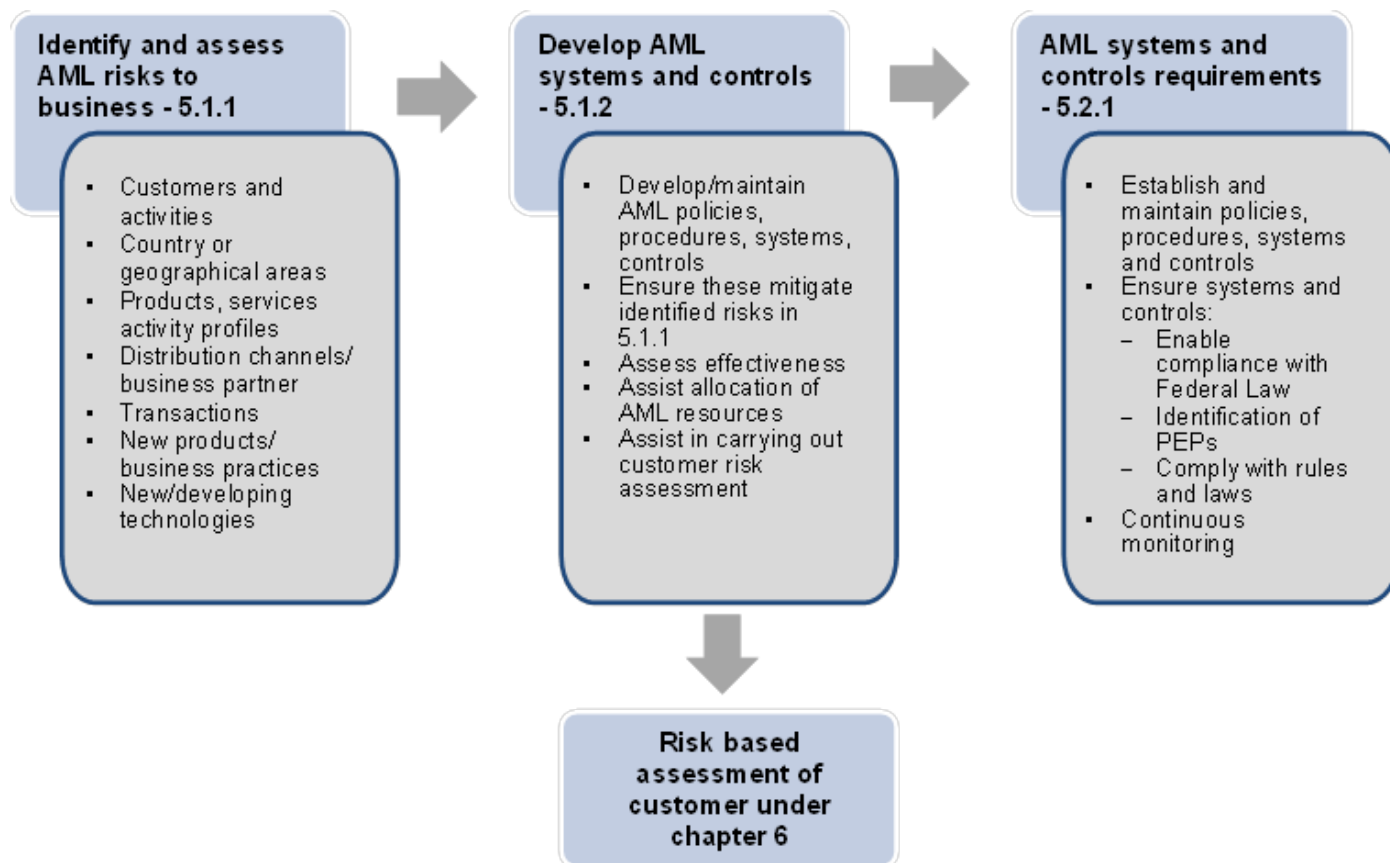 Identify and assess
AML risks to
business - 5.1.1
▪ Customers and
activities
▪ Country or
geographical areas
▪ Products, services
activity profiles
▪ Distribution channels/
business partner
▪ Transactions
▪ New products/
business practices
▪ New/developing
technologies
Develop AML
systems and controls
- 5.1.2
▪ Develop/maintain
AML policies,
procedures, systems,
controls
▪ Ensure these mitigate
identified risks in
5.1.1
▪ Assess effectiveness
▪ Assist allocation of
AML resources
▪ Assist in carrying out
customer risk
assessment
AML systems and
controls requirements
- 5.2.1
▪ Establish and
maintain policies,
procedures, systems
and controls
▪ Ensure systems and
controls:
– Enable
compliance with
Federal Law
– Identification of
PEPs
– Comply with rules
and laws
▪ Continuous
monitoring
Risk based
assessment of
customer under
chapter 6